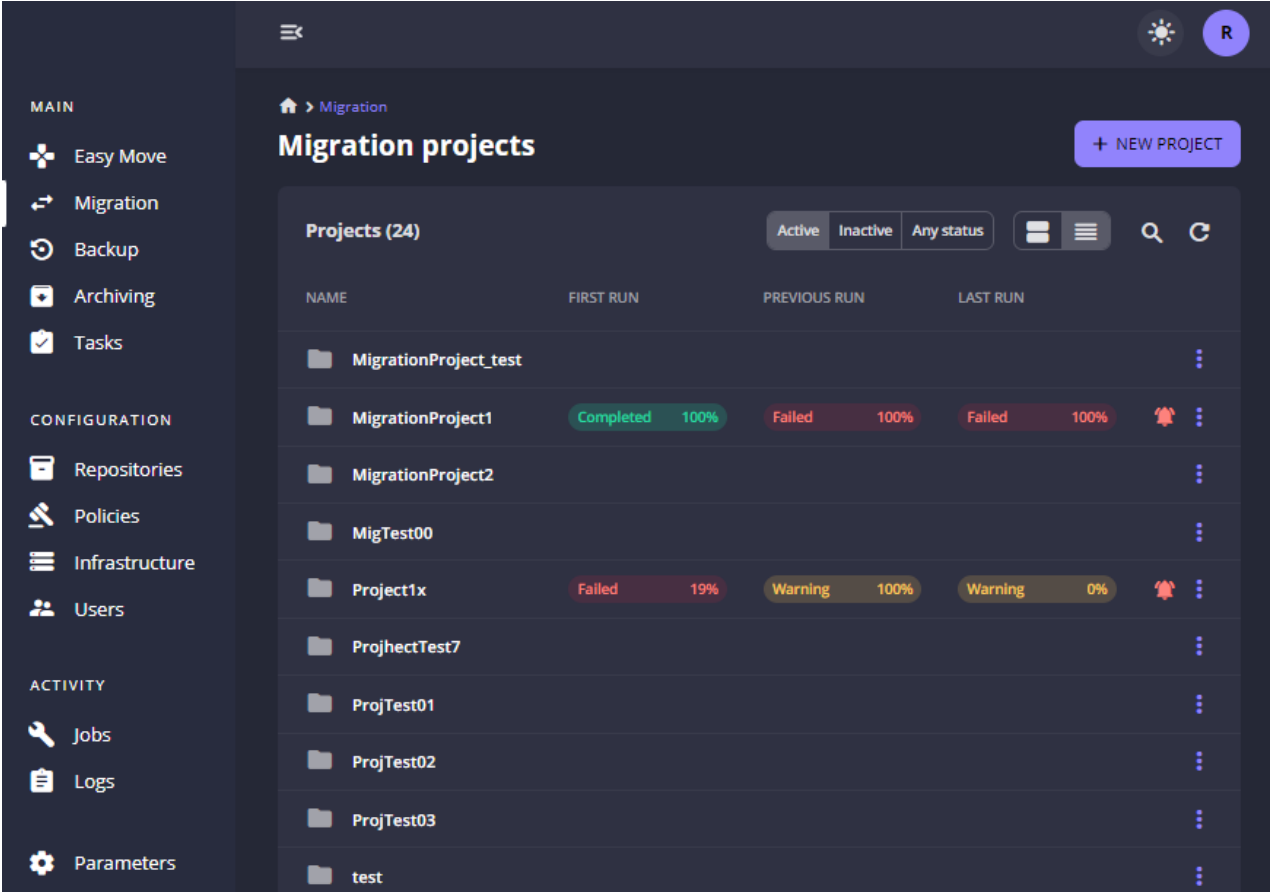 R
MAIN
Easy Move
Migration
Backup
Archiving
Tasks
CONFIGURATION
Repositories
Policies
Infrastructure
Users
ACTIVITY
Jobs
Logs
Parameters
Migration
Migration projects
+ NEW PROJECT
Projects (24)
Active Inactive Any status
NAME FIRST RUN PREVIOUS RUN LAST RUN
MigrationProject_test
MigrationProject1 Completed 100% Failed 100% Failed 100%
MigrationProject2
MigTest00
Project1x Failed 19% Warning 100% Warning 0%
ProjhectTest7
ProjTest01
ProjTest02
ProjTest03
test